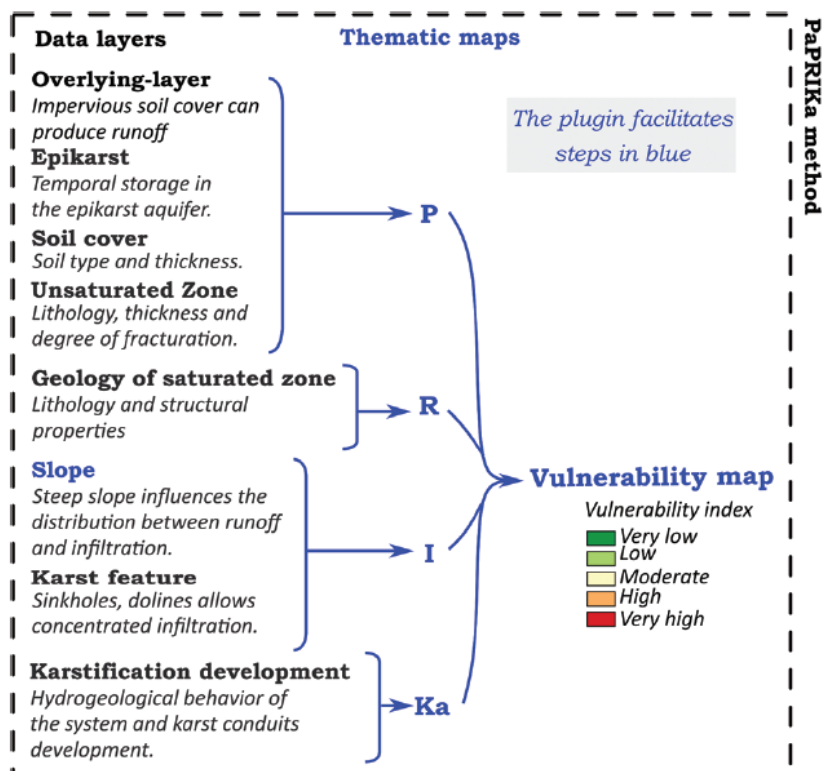 Data layers
Thematic maps
PaPRIKa method
Overlying-layer
Impervious soil cover can
produce runoff
The plugin facilitates
steps in blue
Epikarst
Temporal storage in
the epikarst aquifer.
Soil cover
Soil type and thickness.
Unsaturated Zone
Lithology, thickness and
degree of fracturation.
P
Geology of saturated zone
Lithology and structural
properties
R
Slope
Steep slope influences the
distribution between runoff
and infiltration.
Karst feature
Sinkholes, dolines allows
concentrated infiltration.
I
Karstification development
Hydrogeological behavior of
the system and karst conduits
development.
Ka
Vulnerability map
Vulnerability index
Very low
Low
Moderate
High
Very high